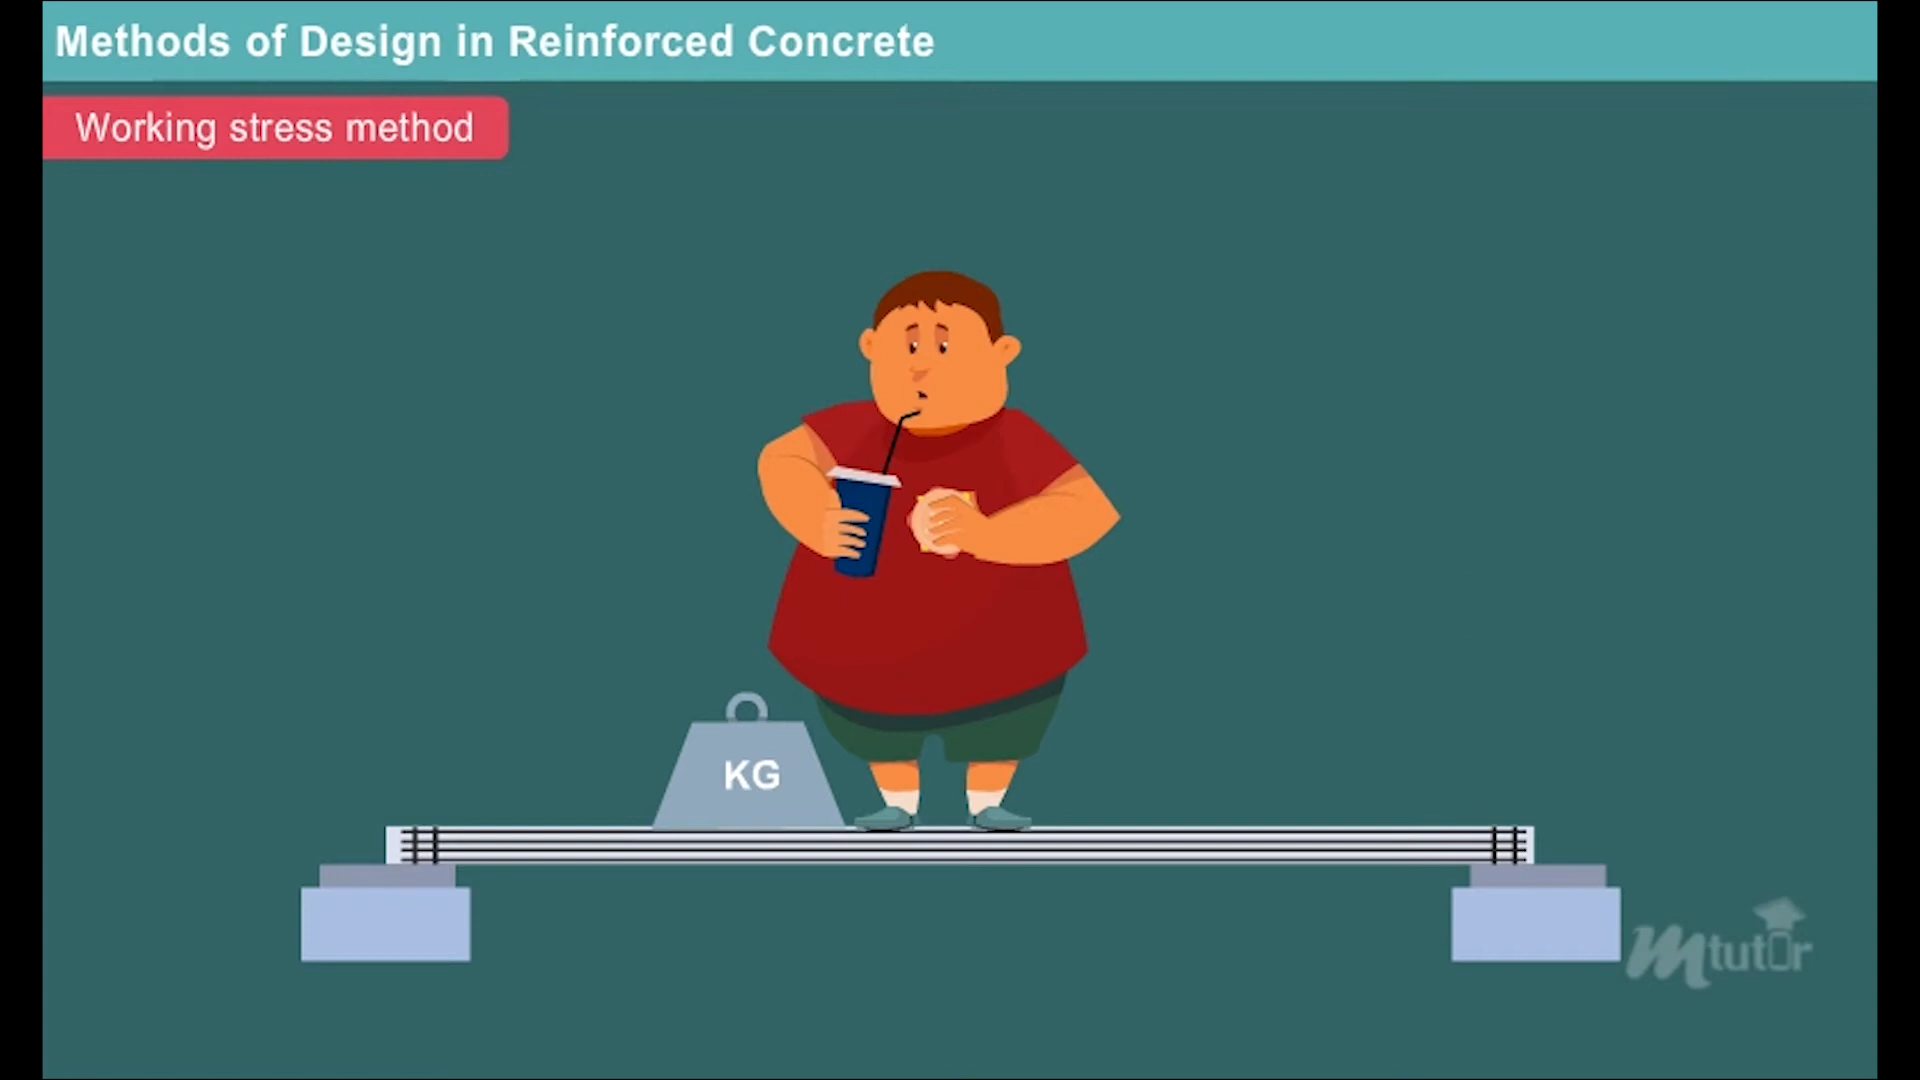 Methods of Design in Reinforced Concrete
Working stress method
KG
Mtutor